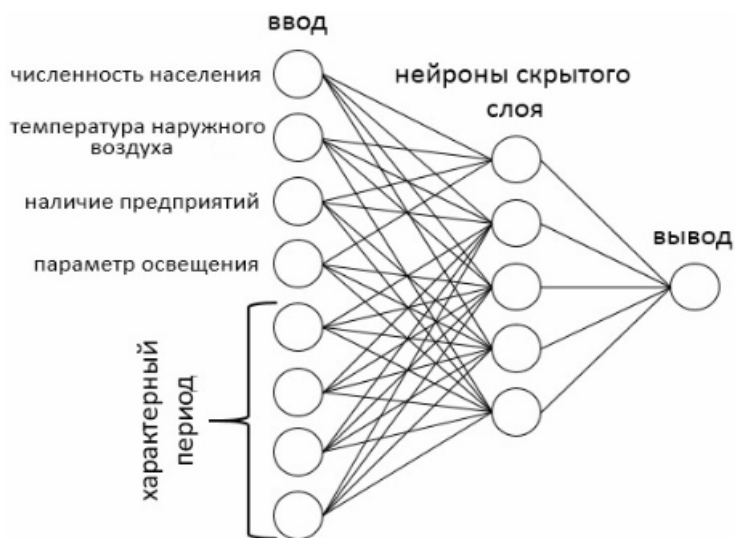 ввод
численность населения
нейроны скрытого
слоя
температура наружного
воздуха
наличие предприятий
вывод
параметр освещения
характерный
период